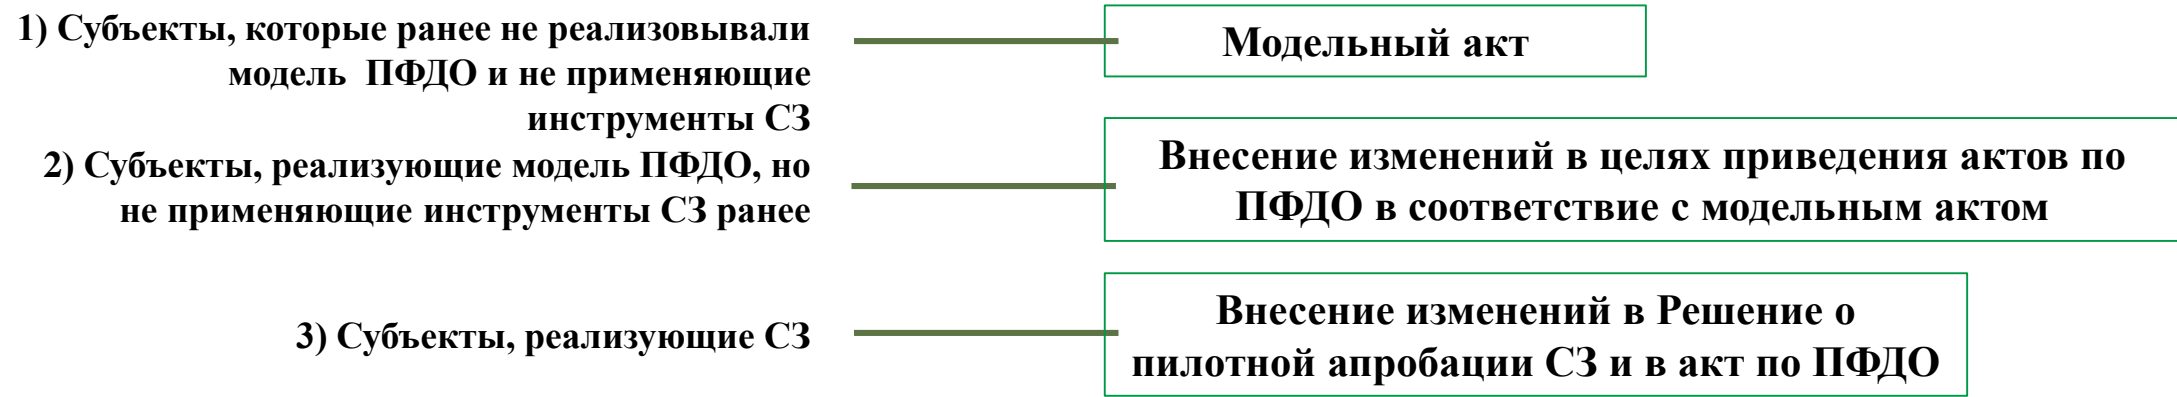 1) Субъекты, которые ранее не реализовывали
модель ПФДО и не применяющие
инструменты СЗ
Модельный акт
2) Субъекты, реализующие модель ПФДО, но
не применяющие инструменты СЗ ранее
Внесение изменений в целях приведения актов по
ПФДО в соответствие с модельным актом
3) Субъекты, реализующие СЗ
Внесение изменений в Решение о
пилотной апробации СЗ и в акт по ПФДО